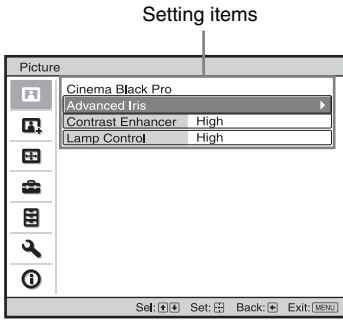 Setting items
Picture
Cinema Black Pro
Advanced Iris
Contrast Enhancer High
Lamp Control High
Sel: Set: Back: Exit: MENU